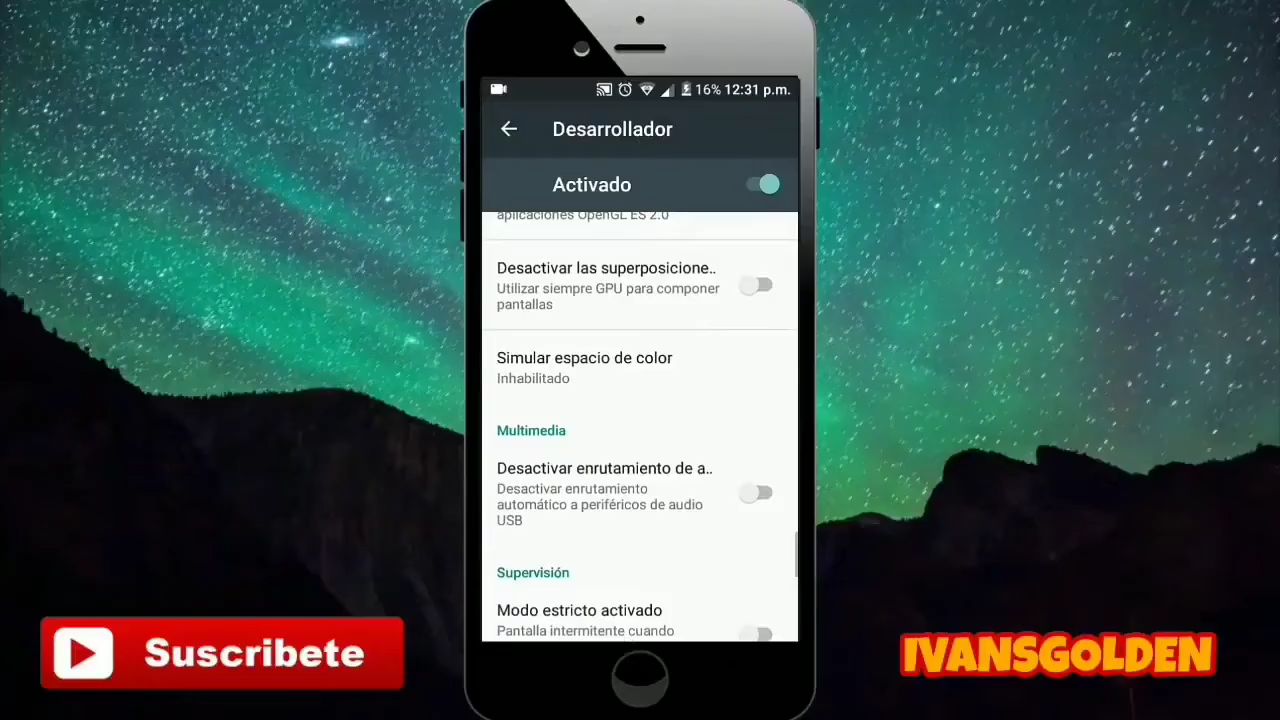 16% 12:31 p.m.
Desarrollador
Activado
aplicaciones OpenGL ES 2.0
Desactivar las superposicione..
Utilizar siempre GPU para componer
pantallas
Simular espacio de color
Inhabilitado
Multimedia
Desactivar enrutamiento de a..
Desactivar enrutamiento
automático a periféricos de audio
USB
Supervisión
Modo estricto activado
Pantalla intermitente cuando
Suscribete
IVANSGOLDEN